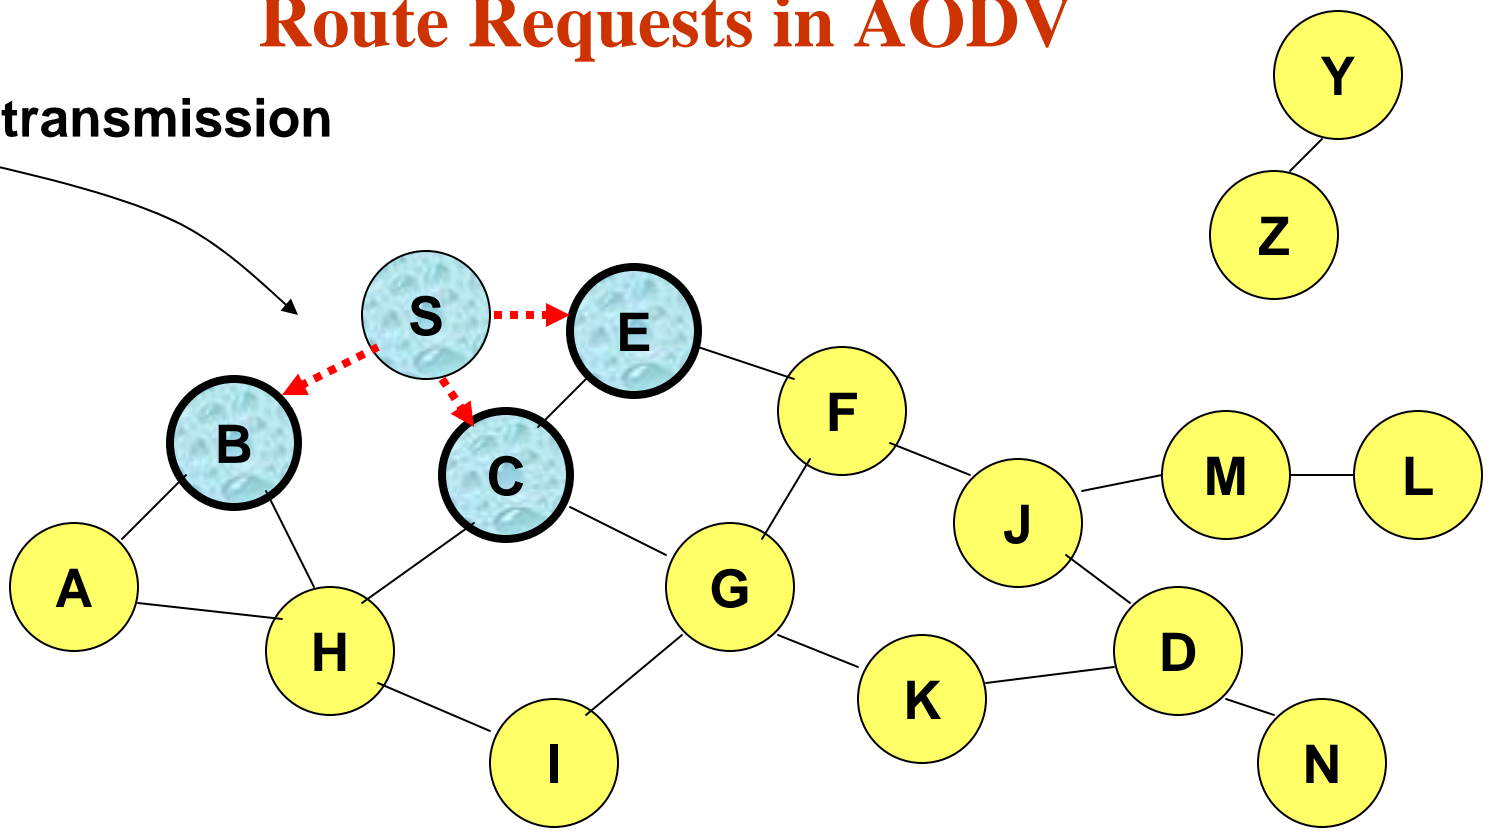 Route Requests in AODV
Y
transmission
Z
S
E
F
B
C
M
L
J
A
G
H
D
K
I
N